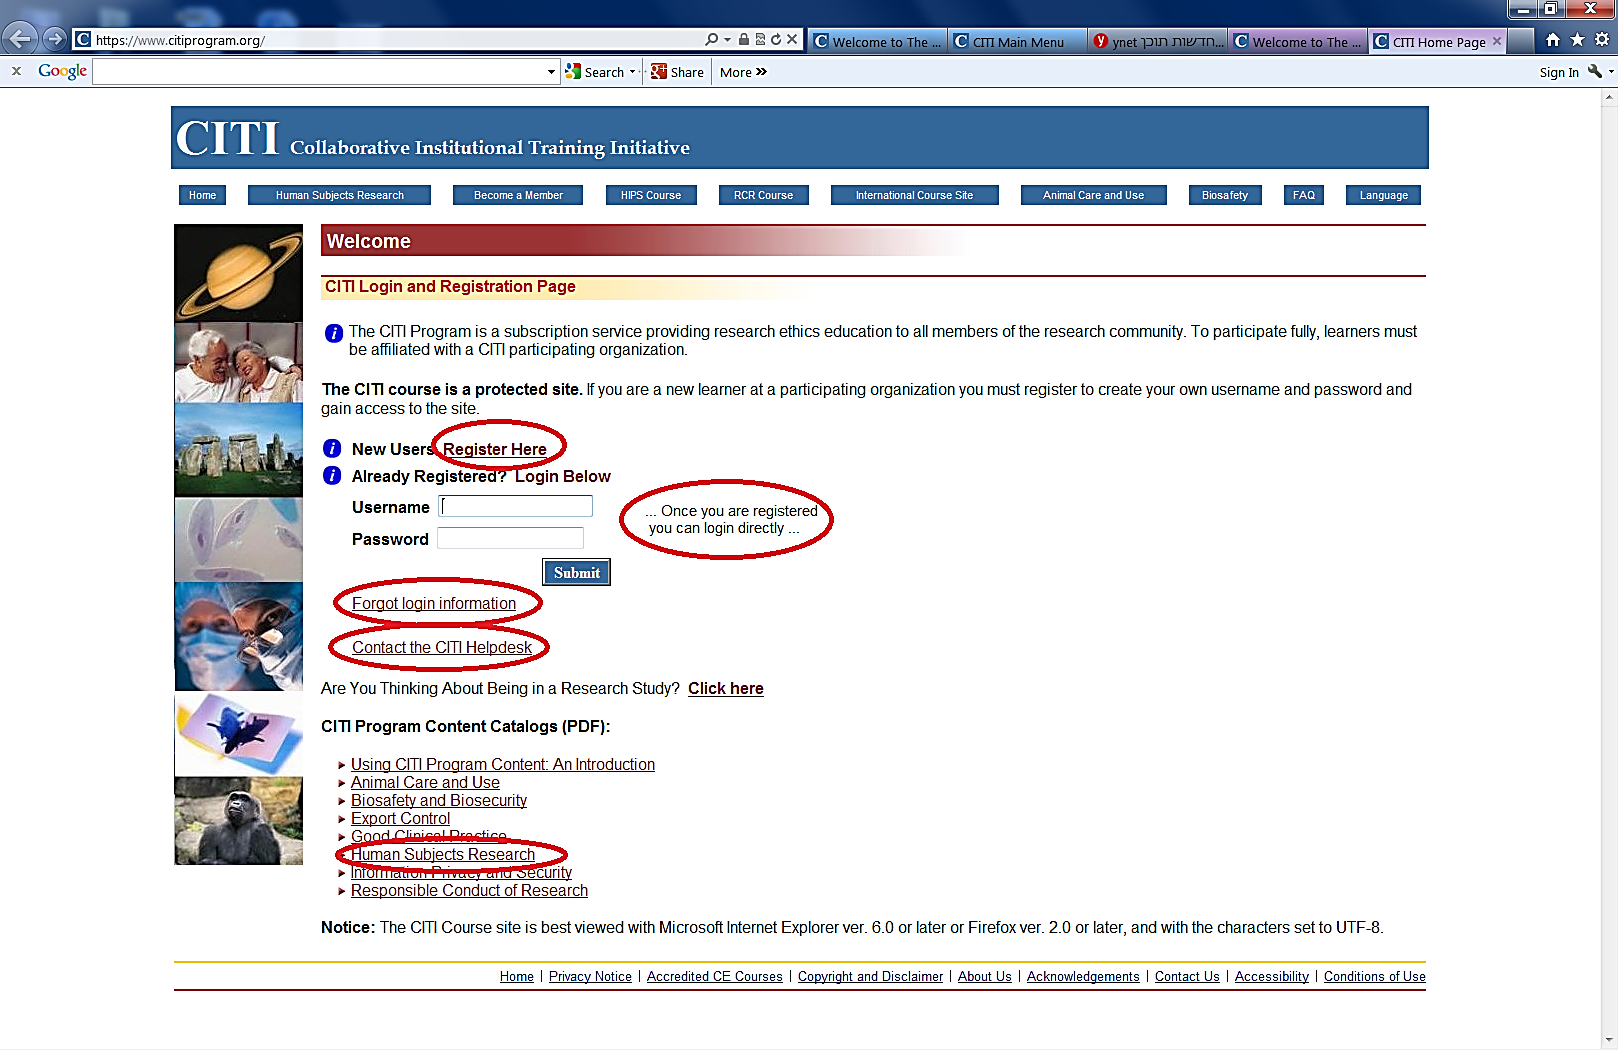 https://www.citiprogram.org/
Welcome to The ...
CITI Main Menu
ynet חדשות תוכן...
Welcome to The ...
CITI Home Page
Google
Search
Share
More »
Sign In
CITI Collaborative Institutional Training Initiative
Home
Human Subjects Research
Become a Member
HIPS Course
RCR Course
International Course Site
Animal Care and Use
Biosafety
FAQ
Language
Welcome
CITI Login and Registration Page
The CITI Program is a subscription service providing research ethics education to all members of the research community. To participate fully, learners must
be affiliated with a CITI participating organization.
The CITI course is a protected site. If you are a new learner at a participating organization you must register to create your own username and password and
gain access to the site.
New Users Register Here
Already Registered? Login Below
Username
... Once you are registered
you can login directly ...
Password
Submit
Forgot login information
Contact the CITI Helpdesk
Are You Thinking About Being in a Research Study? Click here
CITI Program Content Catalogs (PDF):
Using CITI Program Content: An Introduction
Animal Care and Use
Biosafety and Biosecurity
Export Control
Good Clinical Practice
Human Subjects Research
Information Privacy and Security
Responsible Conduct of Research
Notice: The CITI Course site is best viewed with Microsoft Internet Explorer ver. 6.0 or later or Firefox ver. 2.0 or later, and with the characters set to UTF-8.
Home | Privacy Notice | Accredited CE Courses | Copyright and Disclaimer | About Us | Acknowledgements | Contact Us | Accessibility | Conditions of Use